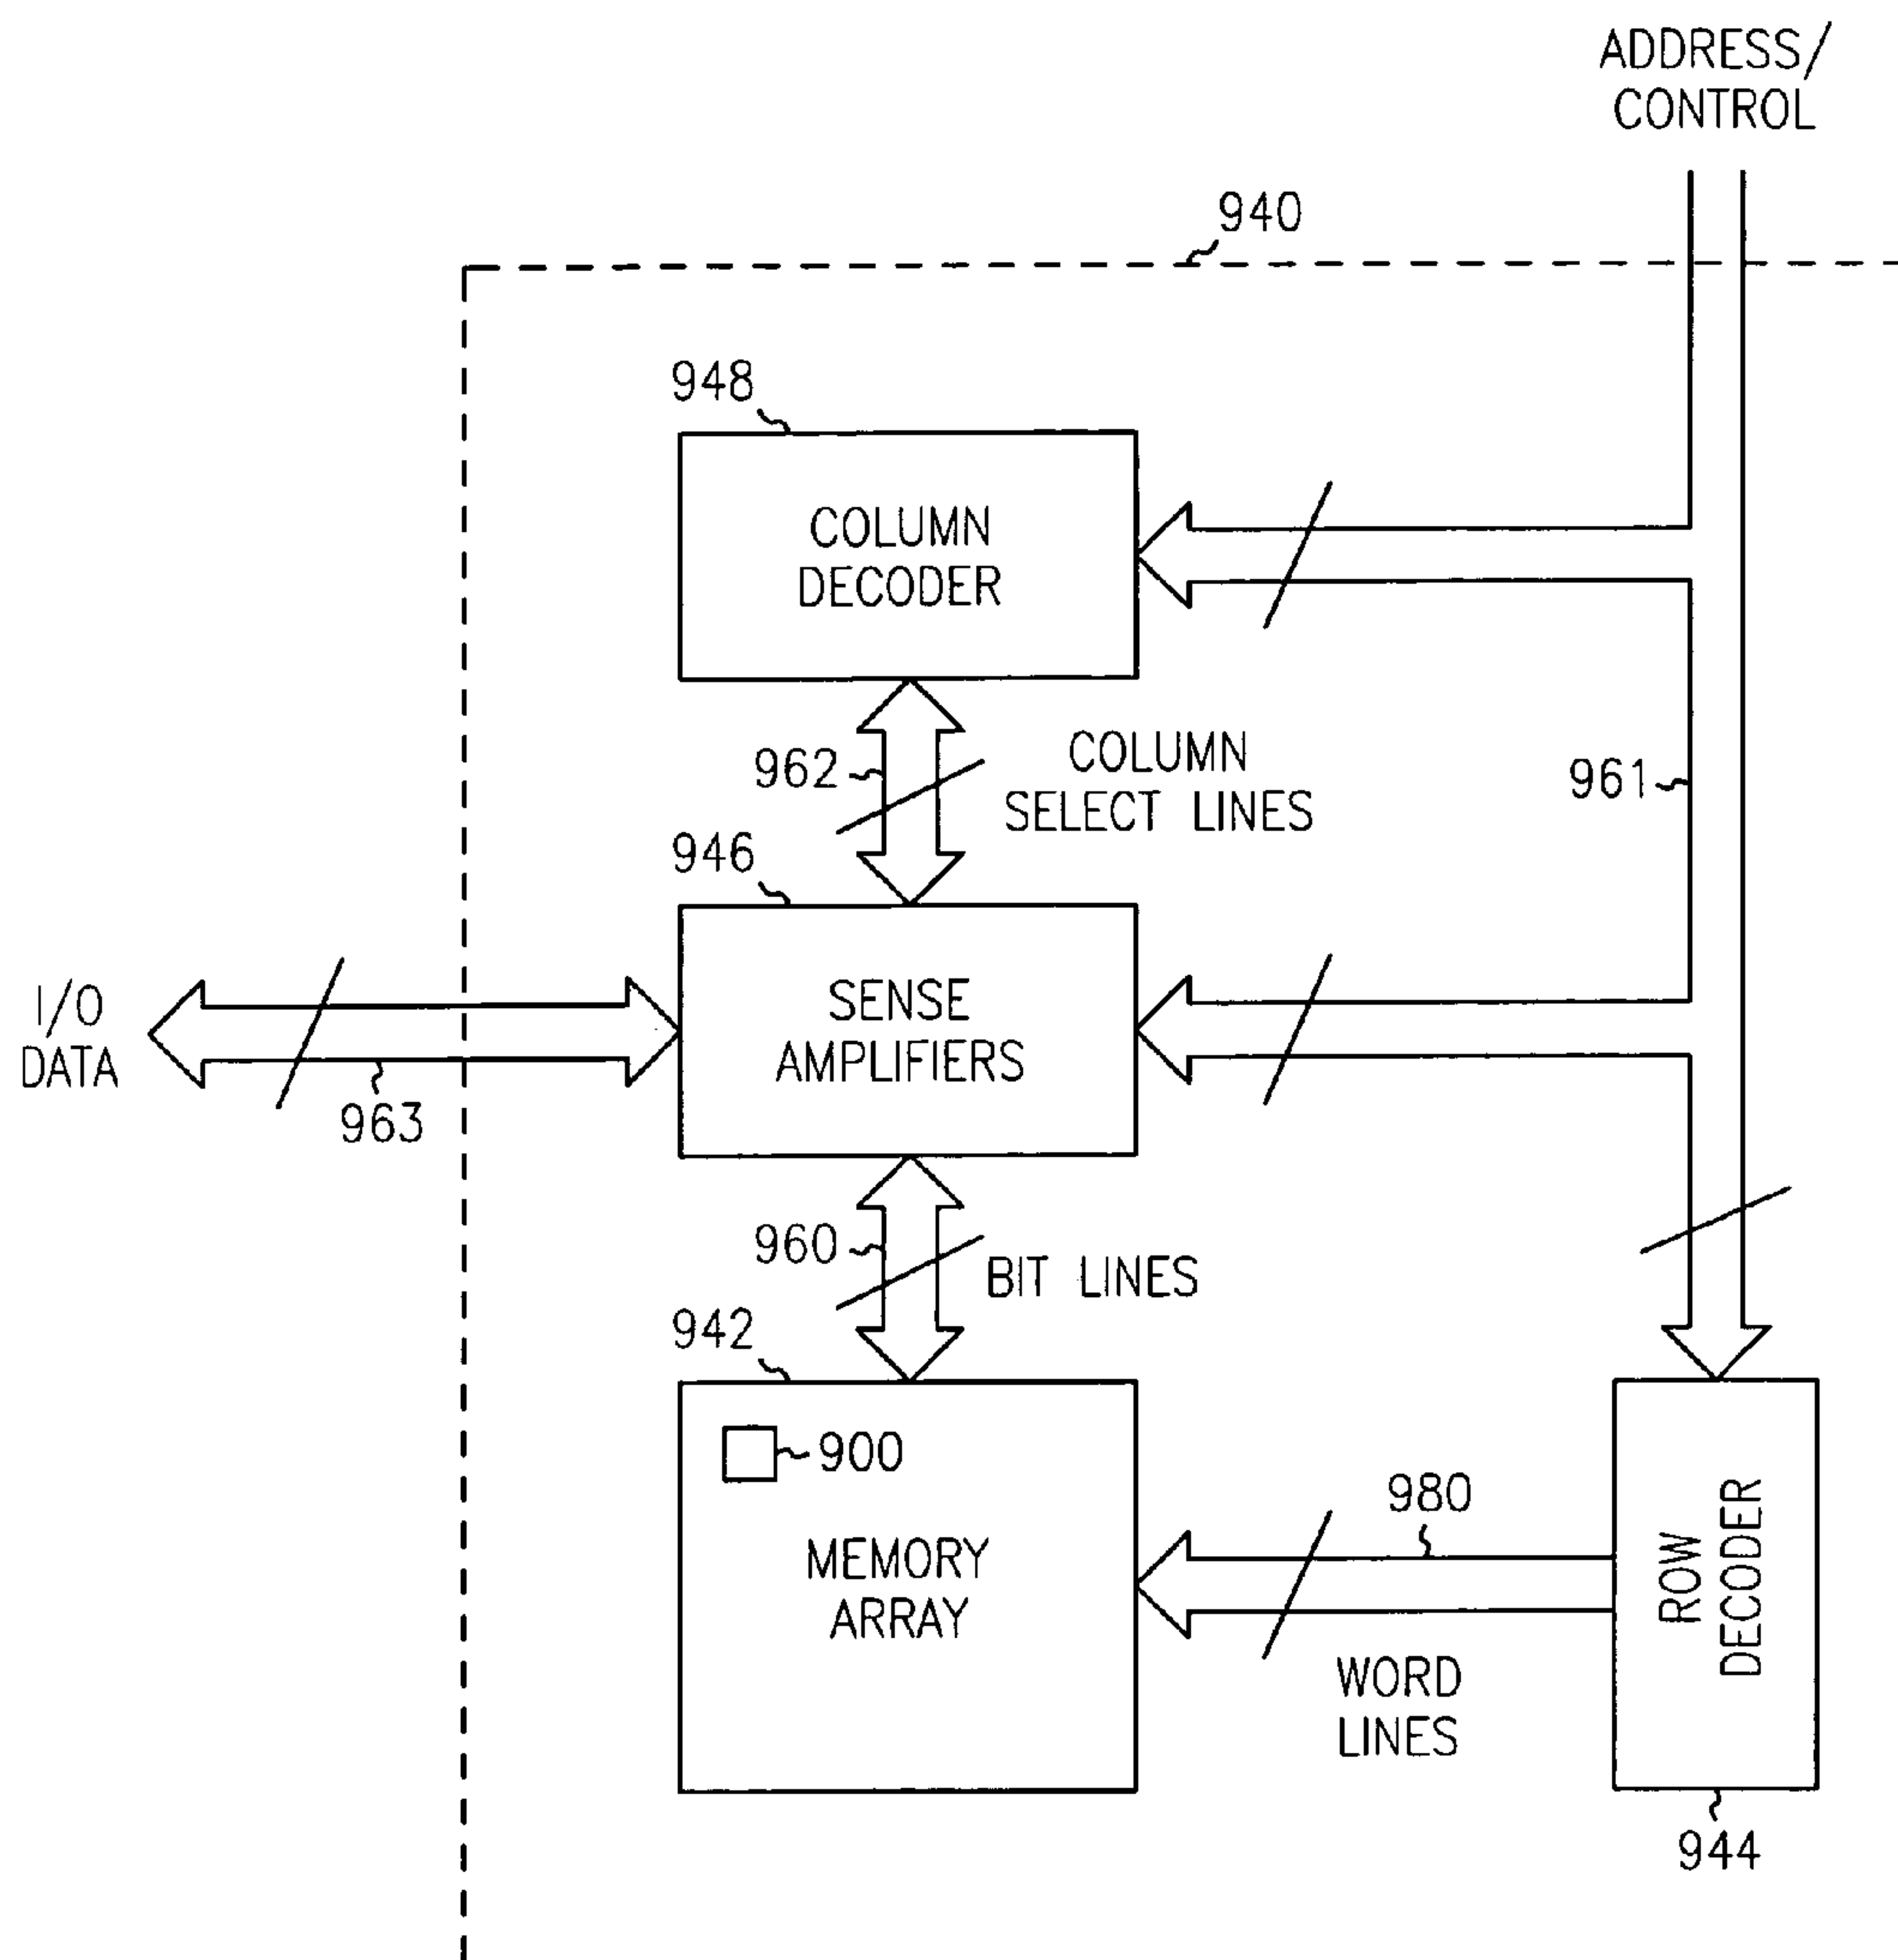 ADDRESS/
CONTROL
940
948
COLUMN
DECODER
962
COLUMN
SELECT LINES
961
946
I/O
DATA
SENSE
AMPLIFIERS
963
960
BIT LINES
942
900
980
MEMORY
ARRAY
ROW
DECODER
WORD
LINES
944